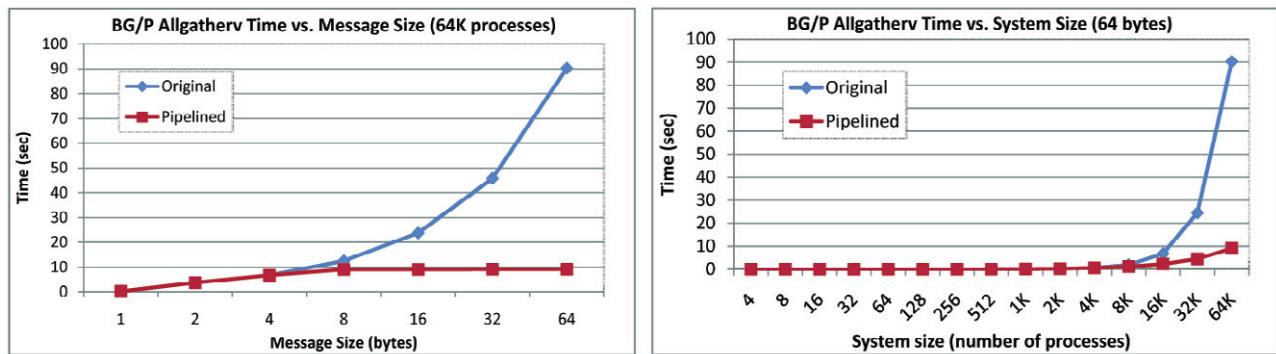 BG/P Allgatherv Time vs. Message Size (64K processes)
100
90
80
70
60
50
40
30
20
10
0
Time (sec)
Original
Pipelined
1 2 4 8 16 32 64
Message Size (bytes)
BG/P Allgatherv Time vs. System Size (64 bytes)
100
90
80
70
60
50
40
30
20
10
0
Time (sec)
Original
Pipelined
4 8 16 32 64 128 256 512 1K 2K 4K 8K 16K 32K 64K
System size (number of processes)